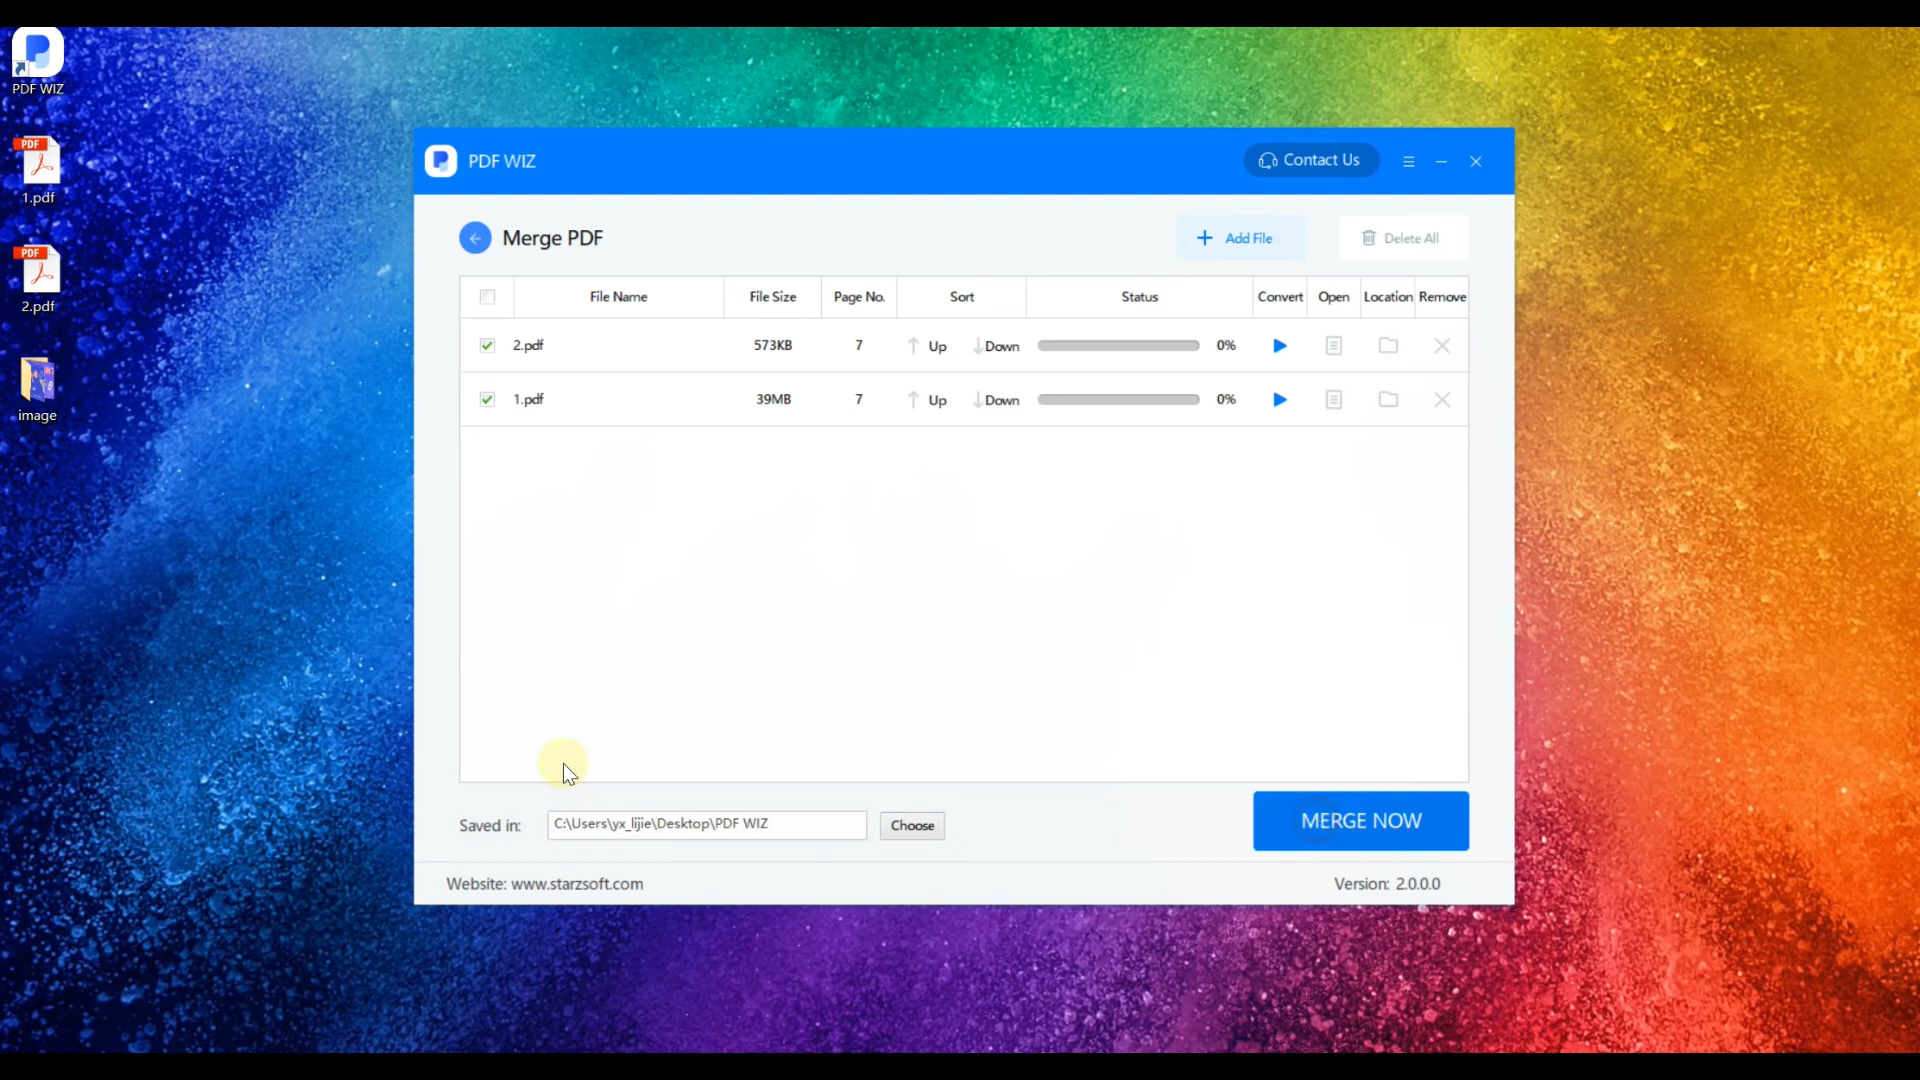 PDF WIZ
PDF
1.pdf
PDF
2.pdf
image
PDF WIZ
Contact Us
Merge PDF
Add File
Delete All
File Name File Size Page No. Sort Status Convert Open Location Remove
2.pdf 573KB 7 Up Down 0%
1.pdf 39MB 7 Up Down 0%
Saved in: C:\Users\yx_lijie\Desktop\PDF WIZ Choose
MERGE NOW
Website: www.starzsoft.com
Version: 2.0.0.0